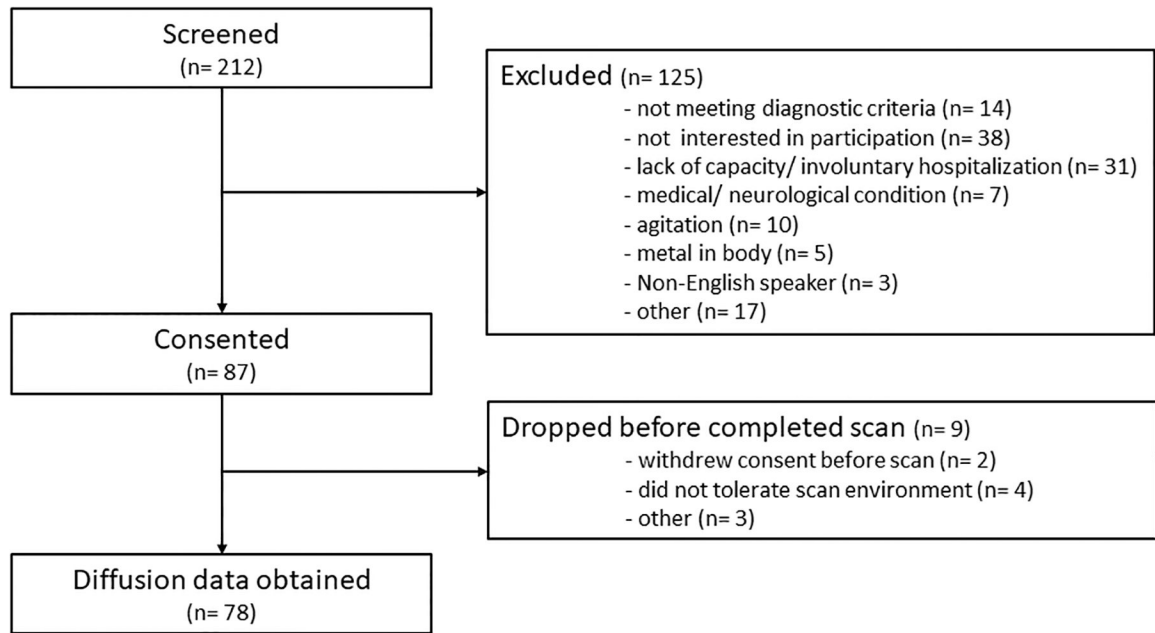 Screened
(n= 212)
Excluded (n= 125)
- not meeting diagnostic criteria (n= 14)
- not interested in participation (n= 38)
- lack of capacity/ involuntary hospitalization (n= 31)
- medical/ neurological condition (n= 7)
- agitation (n= 10)
- metal in body (n= 5)
- Non-English speaker (n= 3)
- other (n= 17)
Consented
(n= 87)
Dropped before completed scan (n= 9)
- withdrew consent before scan (n= 2)
- did not tolerate scan environment (n= 4)
- other (n= 3)
Diffusion data obtained
(n= 78)